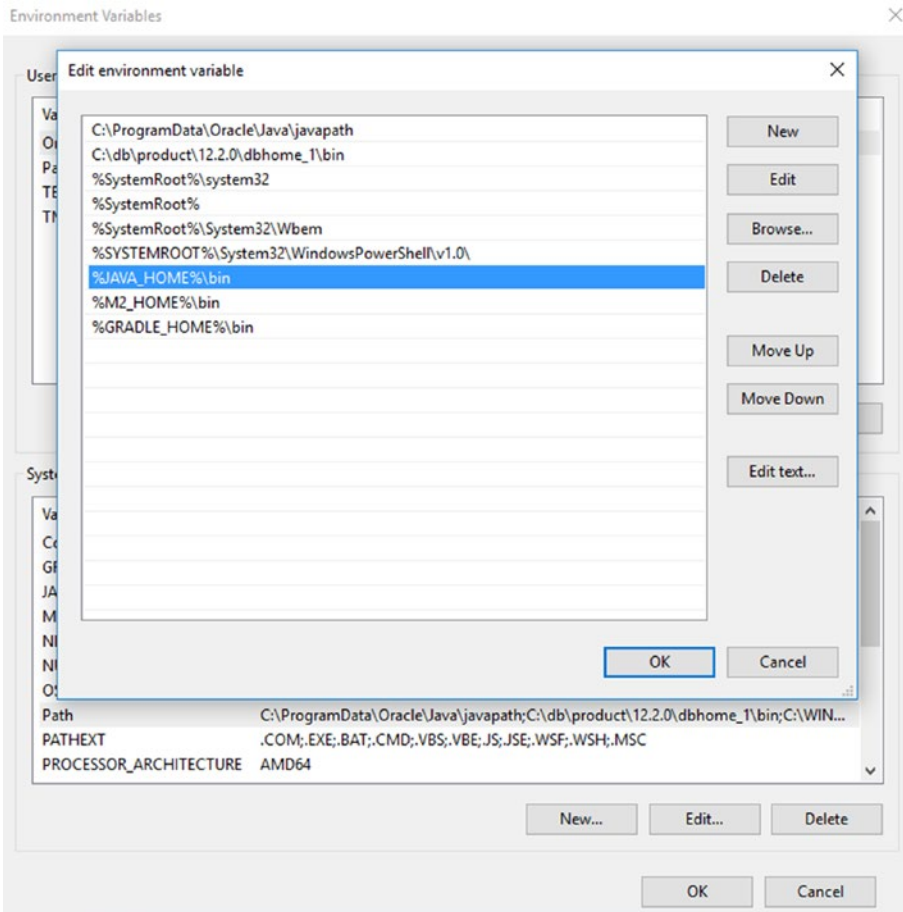 Environment Variables
Edit environment variable
User
C:\ProgramData\Oracle\Java\javapath
New
C:\db\product\12.2.0\dbhome_1\bin
%SystemRoot%\system32
Edit
%SystemRoot%
%SystemRoot%\System32\Wbem
Browse...
%SYSTEMROOT%\System32\WindowsPowerShell\v1.0\
%JAVA_HOME%\bin
Delete
%M2_HOME%\bin
%GRADLE_HOME%\bin
Move Up
Move Down
Edit text...
Syst
OK Cancel
Path C:\ProgramData\Oracle\Java\javapath;C:\db\product\12.2.0\dbhome_1\bin;C:\WIN...
PATHEXT .COM;.EXE;.BAT;.CMD;.VBS;.VBE;.JS;.JSE;.WSF;.WSH;.MSC
PROCESSOR_ARCHITECTURE AMD64
New... Edit... Delete
OK Cancel